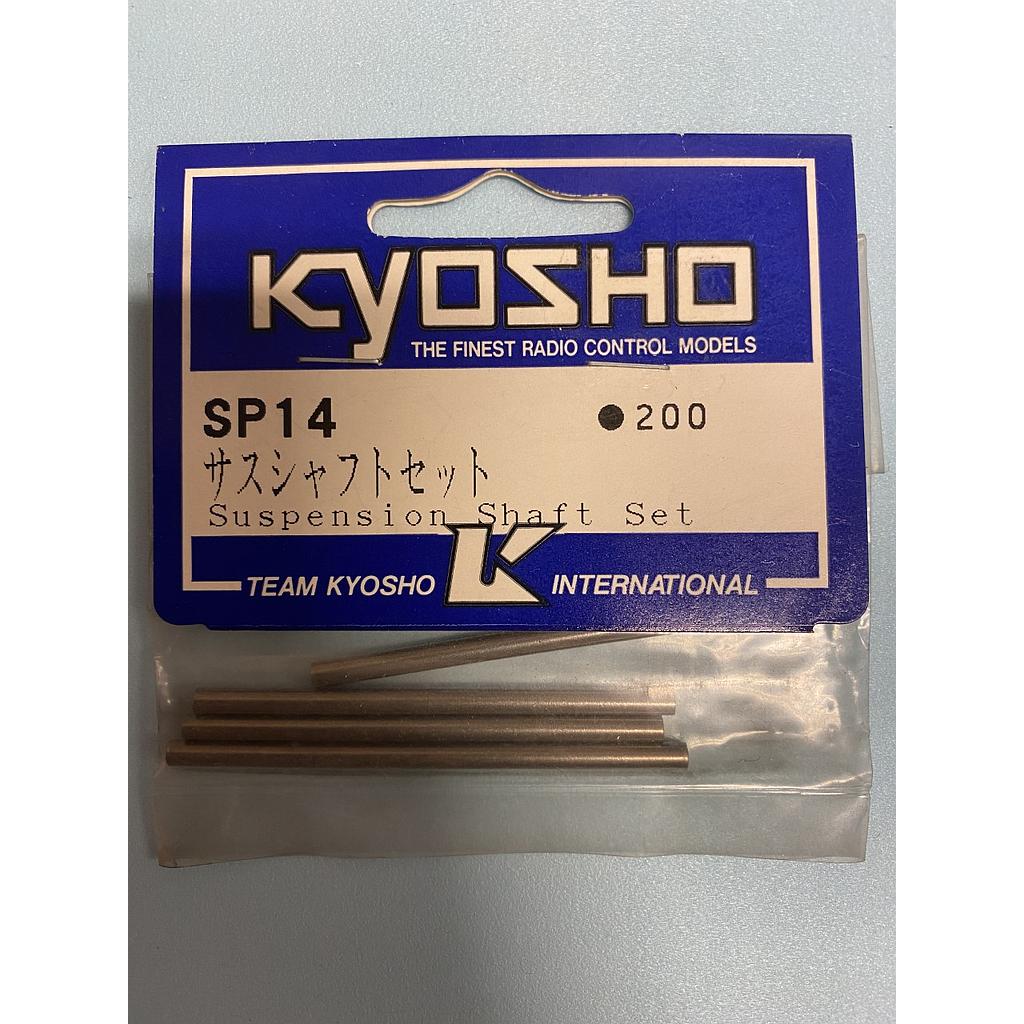 KYOSHO
THE FINEST RADIO CONTROL MODELS
SP14 ●200
サスシャフトセット
Suspension Shaft Set
TEAM KYOSHO K INTERNATIONAL